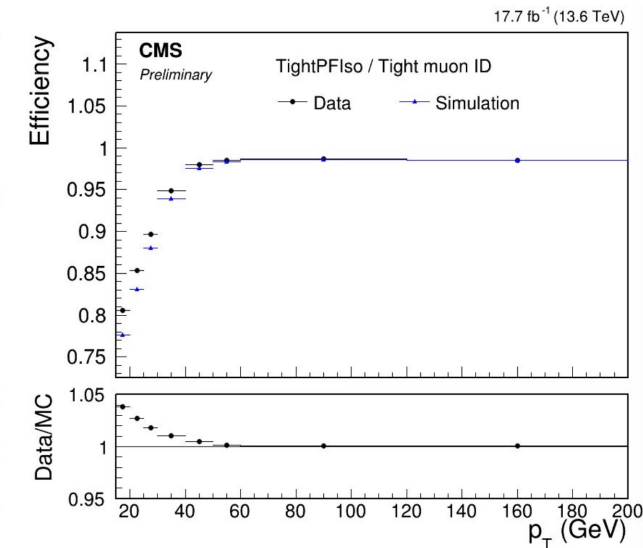 17.7 fb⁻¹ (13.6 TeV)
CMS
Preliminary
TightPFIso / Tight muon ID
Data
Simulation
Efficiency
1.1
1.05
1
0.95
0.9
0.85
0.8
0.75
Data/MC
1.05
1
0.95
20 40 60 80 100 120 140 160 180 200
p_T (GeV)